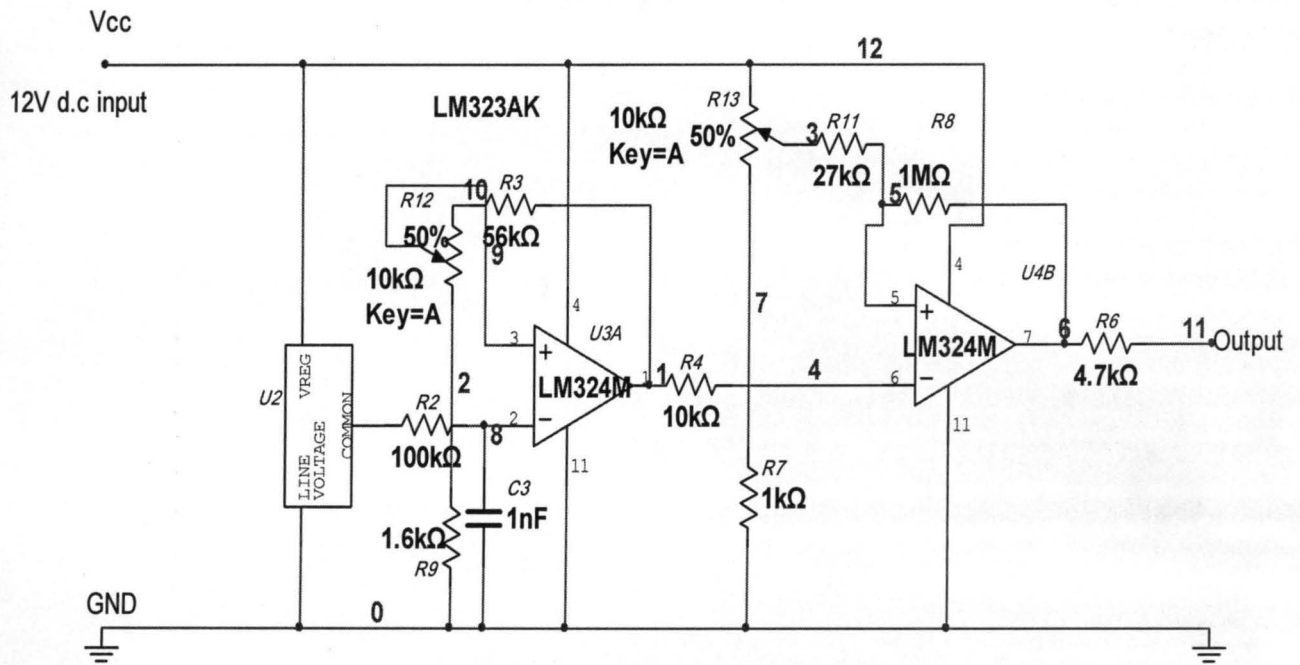 Vcc
12
12V d.c input
LM323AK
R13
10kΩ
50%
Key=A
3
R11
27kΩ
R8
1MΩ
5
10
R3
R12
50%
56kΩ
9
10kΩ
Key=A
4
U3A
3
+
LM324M
1
2
−
11
4
U4B
7
5
+
LM324M
7
6
−
11
6
R6
4.7kΩ
11
Output
1
R4
10kΩ
4
U2
VREG
LINE VOLTAGE
COMMON
2
R2
100kΩ
8
C3
1nF
1.6kΩ
R9
R7
1kΩ
GND
0